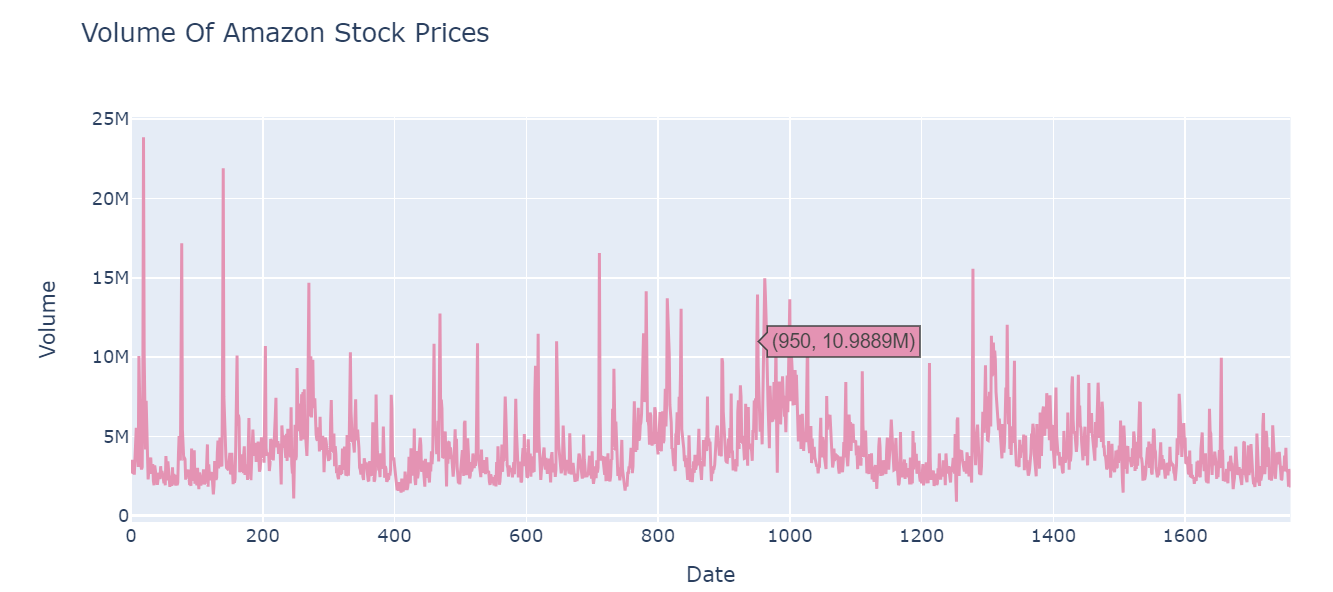 Volume Of Amazon Stock Prices
25M
20M
15M
10M
5M
0
Volume
(950, 10.9889M)
0 200 400 600 800 1000 1200 1400 1600
Date